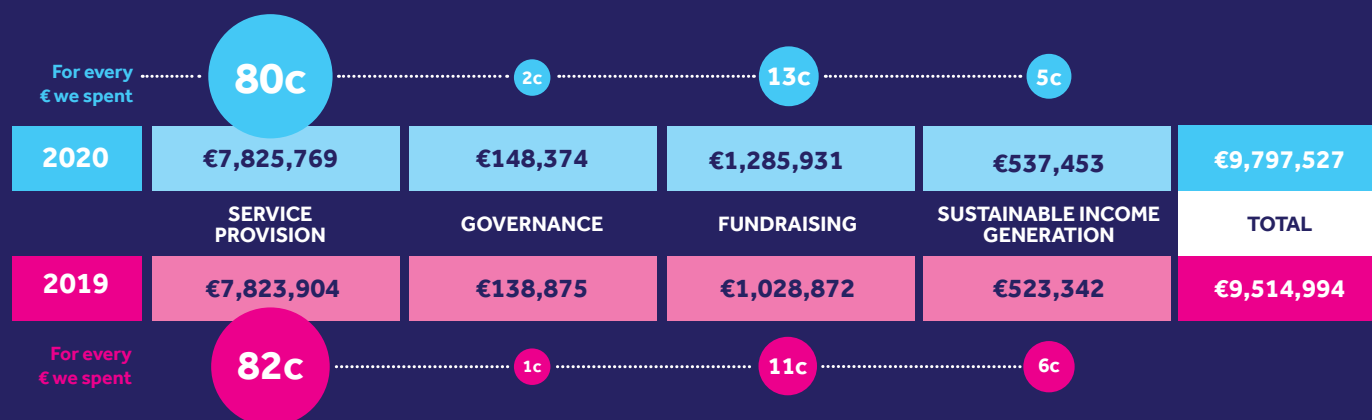 For every
€ we spent
80c
2c
13c
5c
2020
€7,825,769
€148,374
€1,285,931
€537,453
€9,797,527
SERVICE
PROVISION
GOVERNANCE
FUNDRAISING
SUSTAINABLE INCOME
GENERATION
TOTAL
2019
€7,823,904
€138,875
€1,028,872
€523,342
€9,514,994
For every
€ we spent
82c
1c
11c
6c